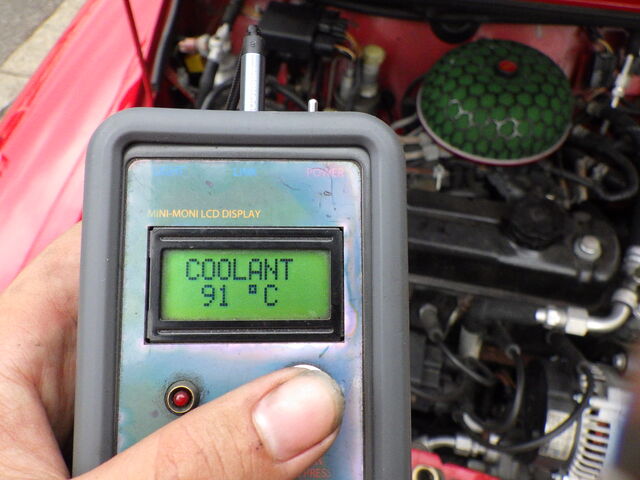 POWER
MINI-MONI LCD DISPLAY
COOLANT
91 °C